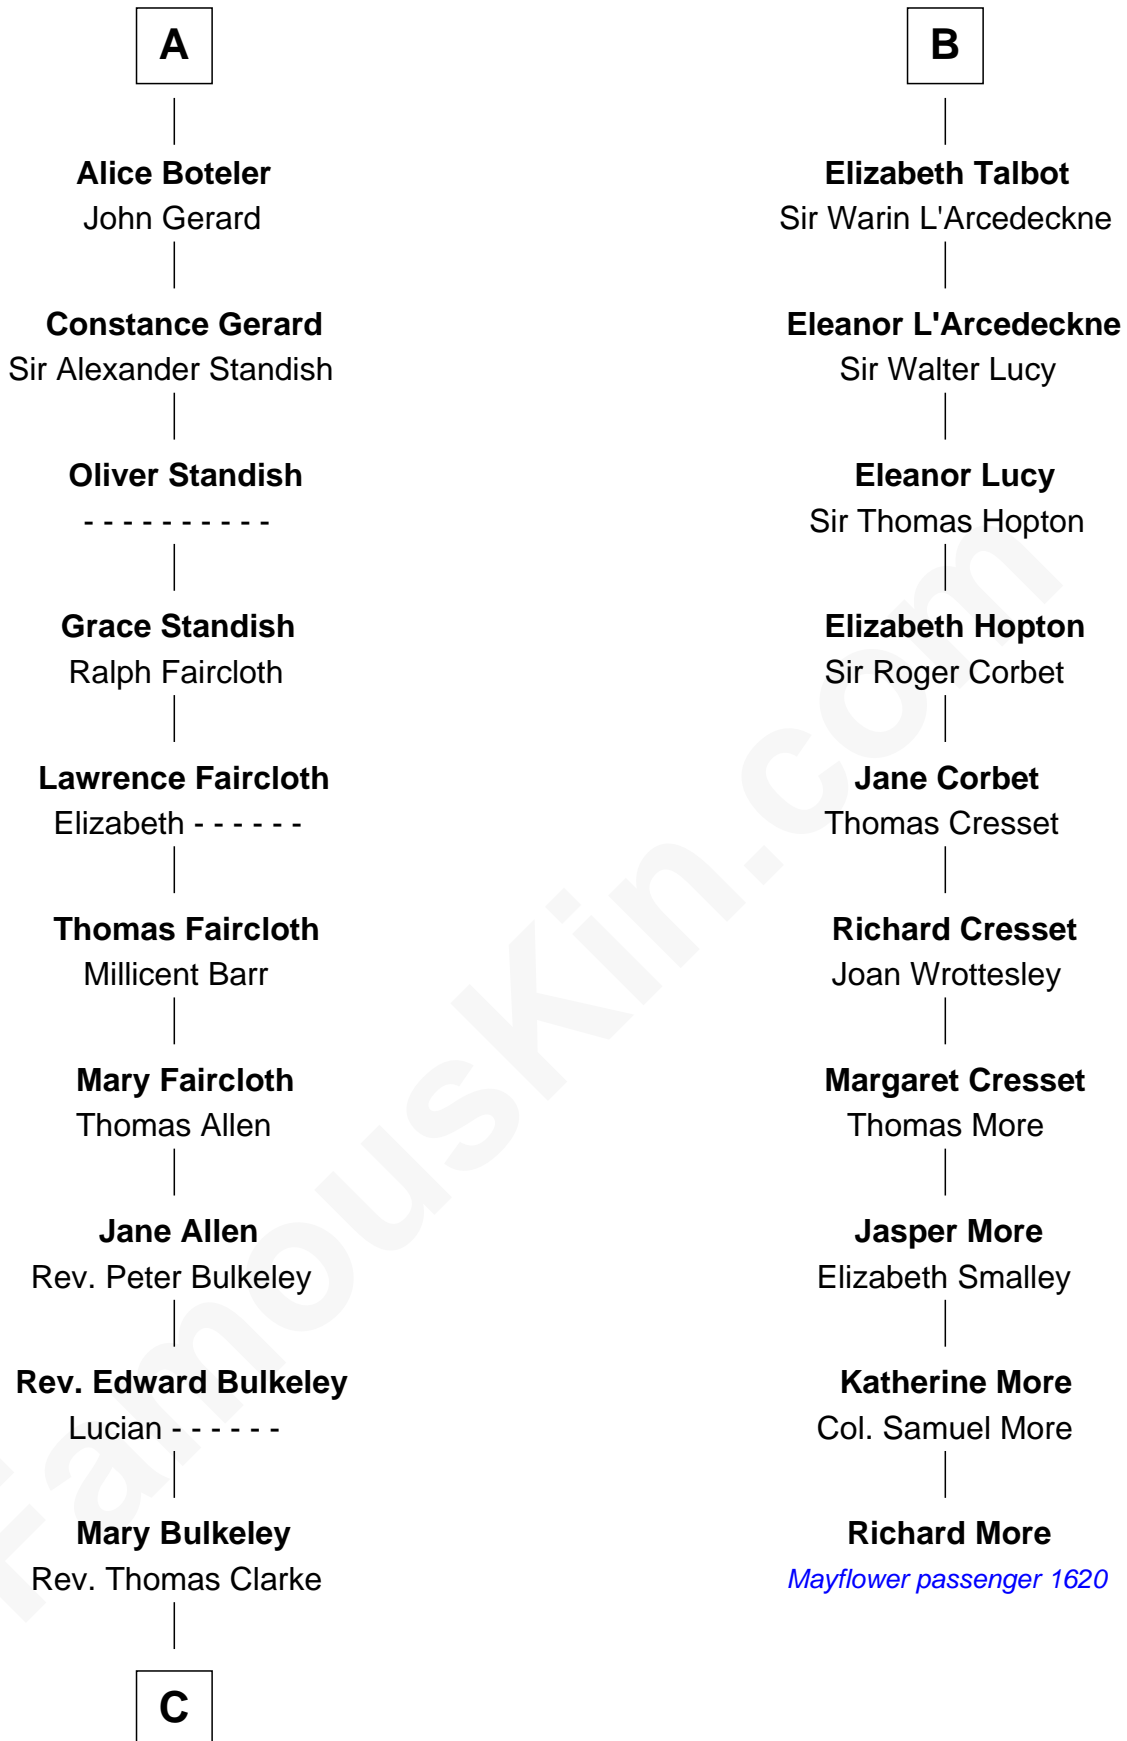 A
Alice Boteler
John Gerard
Constance Gerard
Sir Alexander Standish
Oliver Standish
- - - - - - - - - -
Grace Standish
Ralph Faircloth
Lawrence Faircloth
Elizabeth - - - - - -
Thomas Faircloth
Millicent Barr
Mary Faircloth
Thomas Allen
Jane Allen
Rev. Peter Bulkeley
Rev. Edward Bulkeley
Lucian - - - - - -
Mary Bulkeley
Rev. Thomas Clarke
C
B
Elizabeth Talbot
Sir Warin L'Arcedeckne
Eleanor L'Arcedeckne
Sir Walter Lucy
Eleanor Lucy
Sir Thomas Hopton
Elizabeth Hopton
Sir Roger Corbet
Jane Corbet
Thomas Cresset
Richard Cresset
Joan Wrottesley
Margaret Cresset
Thomas More
Jasper More
Elizabeth Smalley
Katherine More
Col. Samuel More
Richard More
Mayflower passenger 1620
FamousKin.com